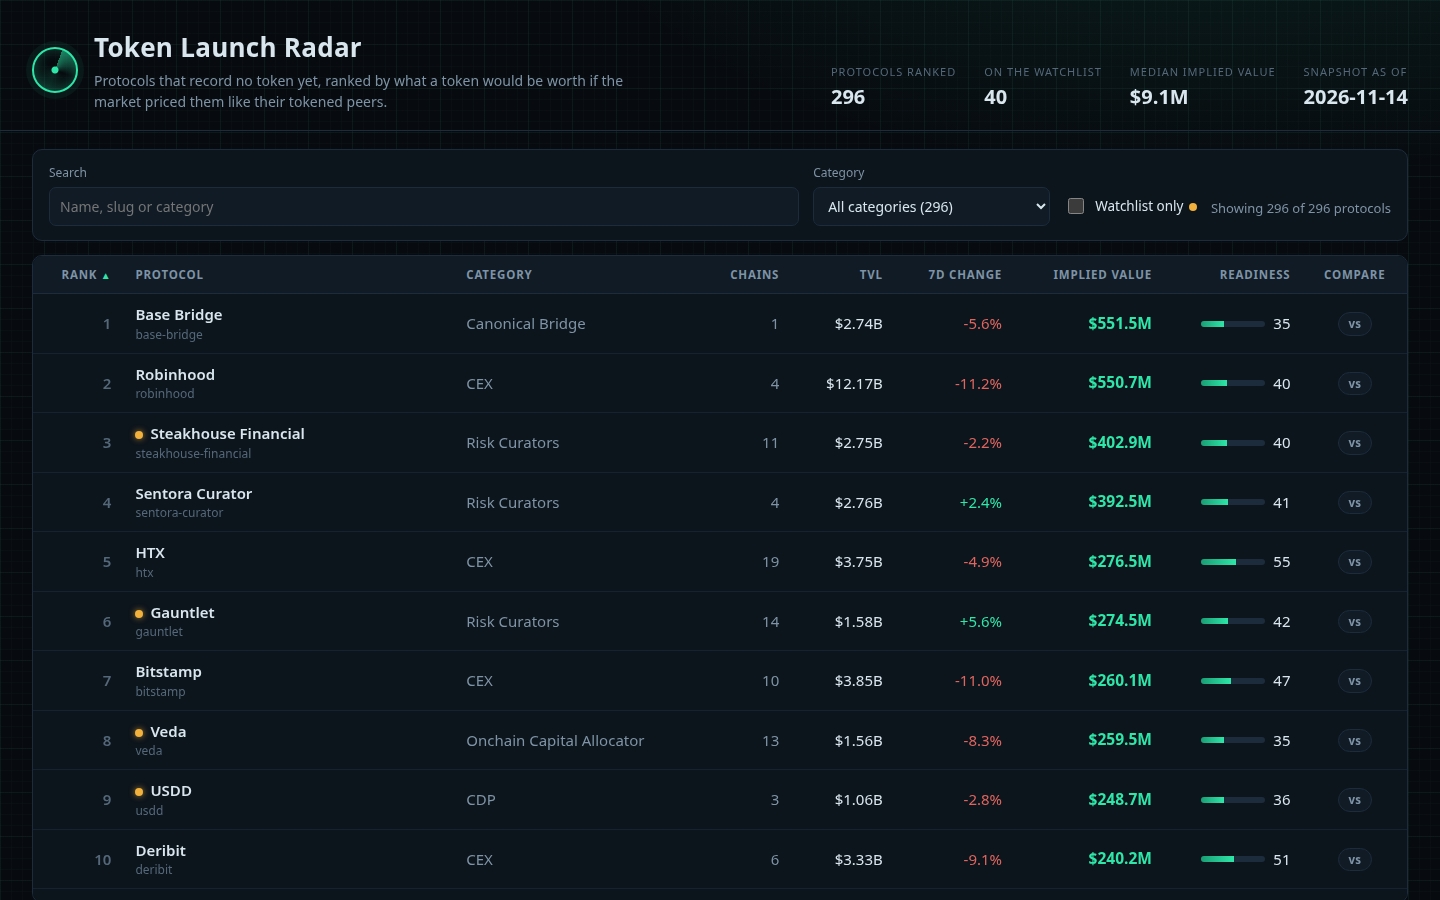 Token Launch Radar
Protocols that record no token yet, ranked by what a token would be worth if the
market priced them like their tokened peers.
PROTOCOLS RANKED ON THE WATCHLIST MEDIAN IMPLIED VALUE SNAPSHOT AS OF
296 40 $9.1M 2026-11-14
Search Category
Name, slug or category All categories (296) Watchlist only Showing 296 of 296 protocols
RANK ▲ PROTOCOL CATEGORY CHAINS TVL 7D CHANGE IMPLIED VALUE READINESS COMPARE
1 Base Bridge Canonical Bridge 1 $2.74B -5.6% $551.5M 35 vs
base-bridge
2 Robinhood CEX 4 $12.17B -11.2% $550.7M 40 vs
robinhood
3 Steakhouse Financial Risk Curators 11 $2.75B -2.2% $402.9M 40 vs
steakhouse-financial
4 Sentora Curator Risk Curators 4 $2.76B +2.4% $392.5M 41 vs
sentora-curator
5 HTX CEX 19 $3.75B -4.9% $276.5M 55 vs
htx
6 Gauntlet Risk Curators 14 $1.58B +5.6% $274.5M 42 vs
gauntlet
7 Bitstamp CEX 10 $3.85B -11.0% $260.1M 47 vs
bitstamp
8 Veda Onchain Capital Allocator 13 $1.56B -8.3% $259.5M 35 vs
veda
9 USDD CDP 3 $1.06B -2.8% $248.7M 36 vs
usdd
10 Deribit CEX 6 $3.33B -9.1% $240.2M 51 vs
deribit